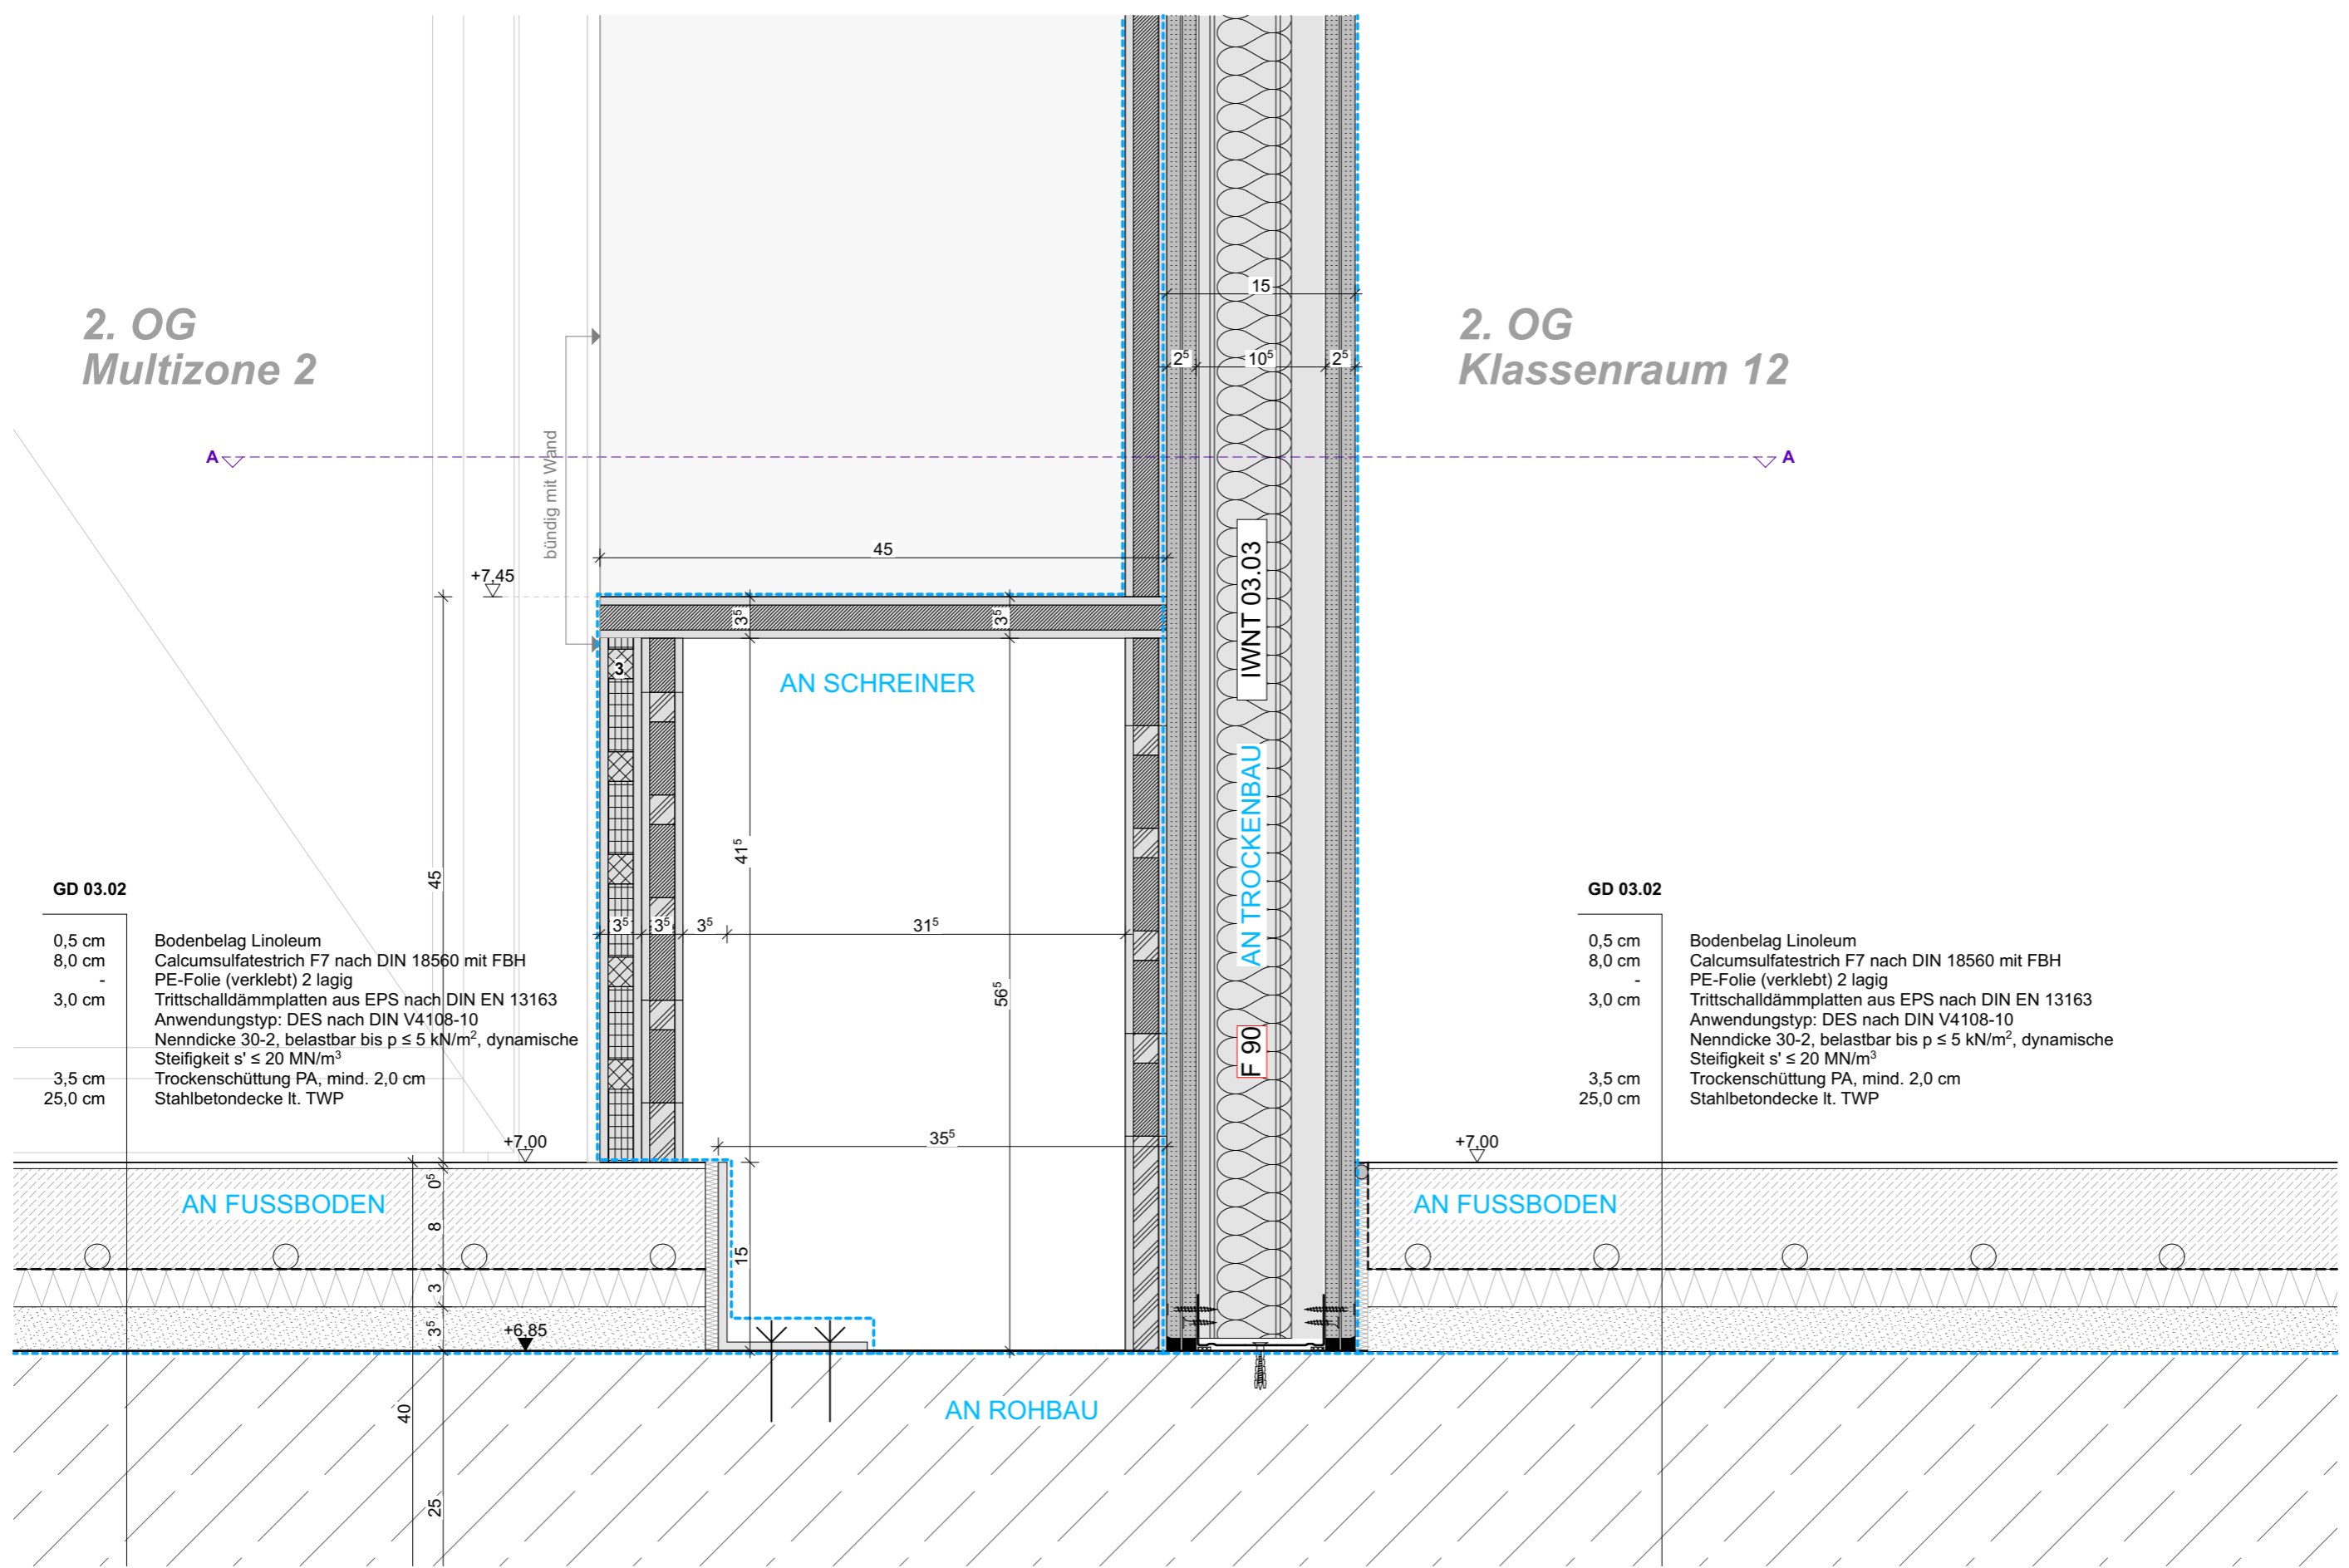 2. OG
Multizone 2
2. OG
Klassenraum 12
15
2⁵
10⁵
2⁵
A
A
bündig mit Wand
45
+7,45
3⁵
3⁵
IWNT 03.03
3
AN SCHREINER
41⁵
45
AN TROCKENBAU
3⁵
3⁵
3⁵
31⁵
56⁵
F 90
GD 03.02
0,5 cm Bodenbelag Linoleum
8,0 cm Calcumsulfatestrich F7 nach DIN 18560 mit FBH
- PE-Folie (verklebt) 2 lagig
3,0 cm Trittschalldämmplatten aus EPS nach DIN EN 13163
Anwendungstyp: DES nach DIN V4108-10
Nenndicke 30-2, belastbar bis p ≤ 5 kN/m², dynamische
Steifigkeit s' ≤ 20 MN/m³
3,5 cm Trockenschüttung PA, mind. 2,0 cm
25,0 cm Stahlbetondecke lt. TWP
GD 03.02
0,5 cm Bodenbelag Linoleum
8,0 cm Calcumsulfatestrich F7 nach DIN 18560 mit FBH
- PE-Folie (verklebt) 2 lagig
3,0 cm Trittschalldämmplatten aus EPS nach DIN EN 13163
Anwendungstyp: DES nach DIN V4108-10
Nenndicke 30-2, belastbar bis p ≤ 5 kN/m², dynamische
Steifigkeit s' ≤ 20 MN/m³
3,5 cm Trockenschüttung PA, mind. 2,0 cm
25,0 cm Stahlbetondecke lt. TWP
+7,00
35⁵
+7,00
0⁵
AN FUSSBODEN
AN FUSSBODEN
8
15
3
3⁵
+6,85
40
AN ROHBAU
25